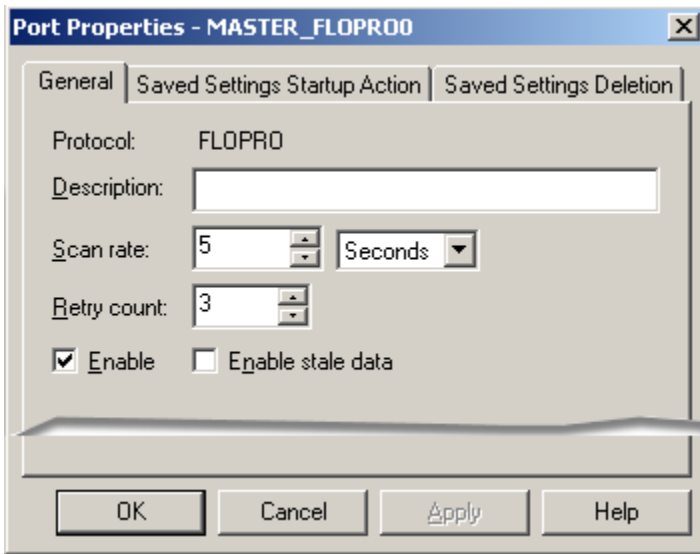 Port Properties - MASTER_FLOPRO0
General Saved Settings Startup Action Saved Settings Deletion
Protocol: FLOPRO
Description:
Scan rate: 5 Seconds
Retry count: 3
Enable Enable stale data
OK Cancel Apply Help